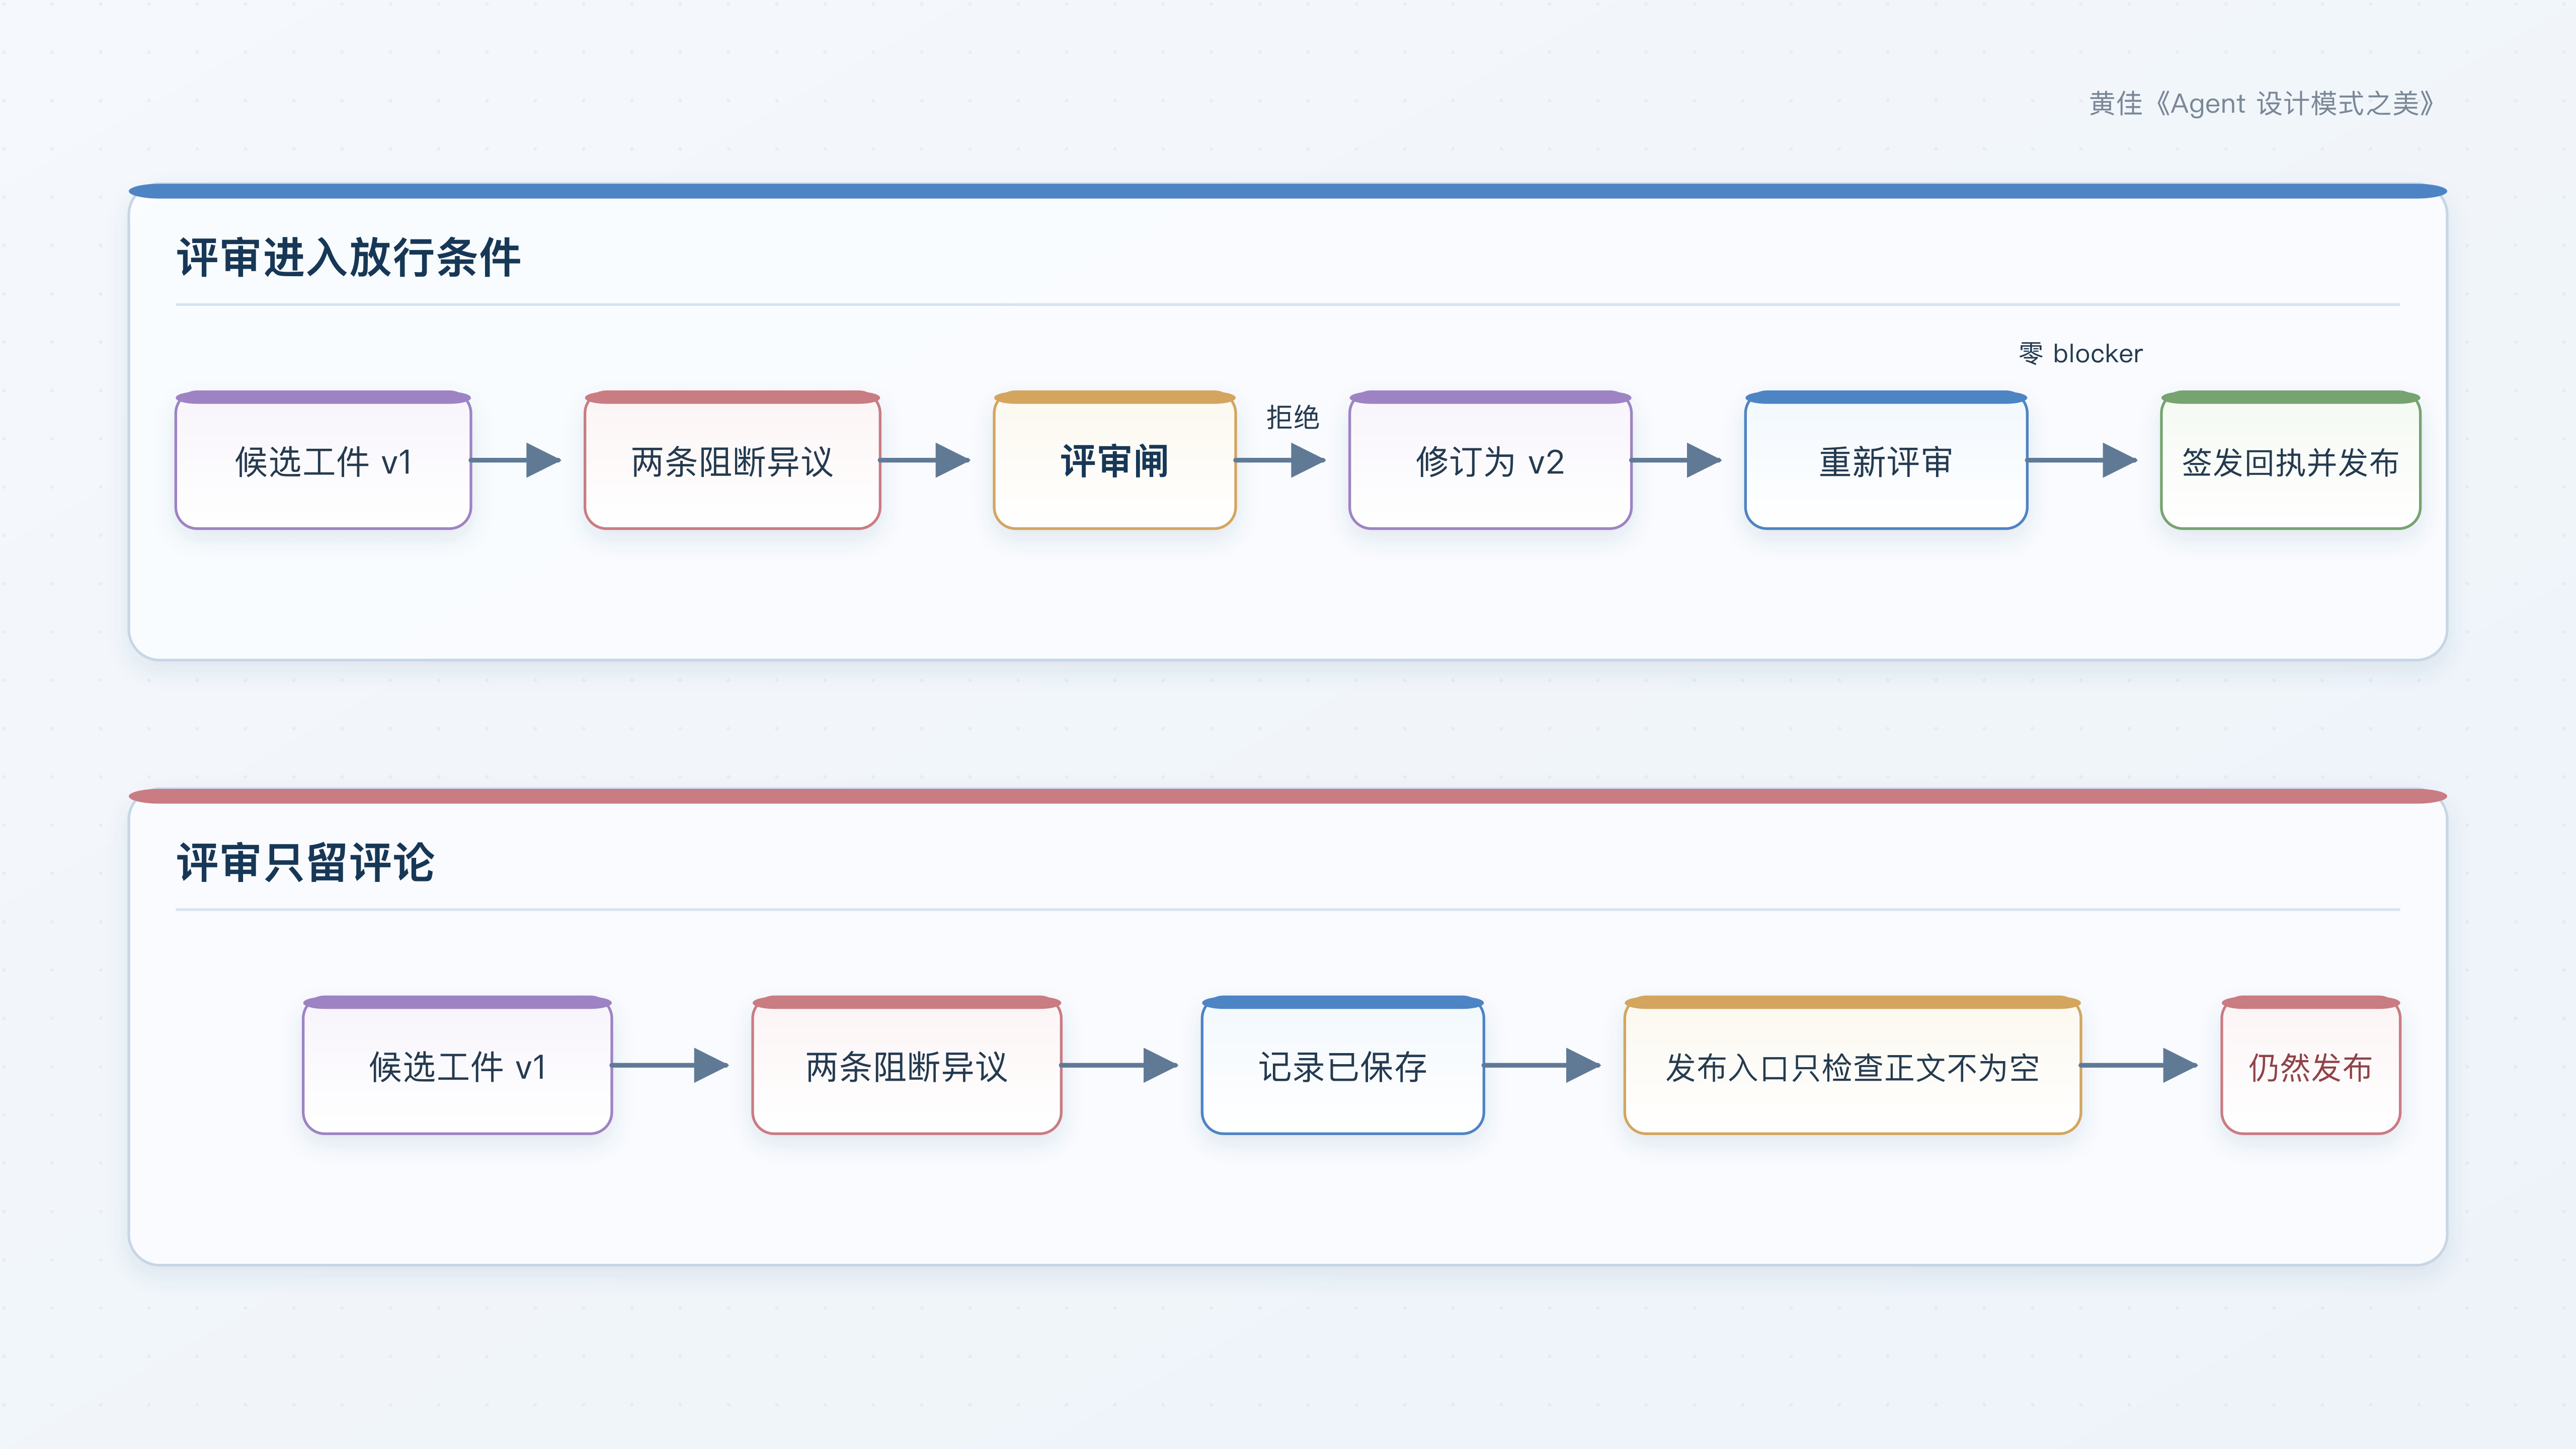 黄佳《Agent 设计模式之美》
评审进入放行条件
零 blocker
候选工件 v1
两条阻断异议
评审闸
拒绝
修订为 v2
重新评审
签发回执并发布
评审只留评论
候选工件 v1
两条阻断异议
记录已保存
发布入口只检查正文不为空
仍然发布